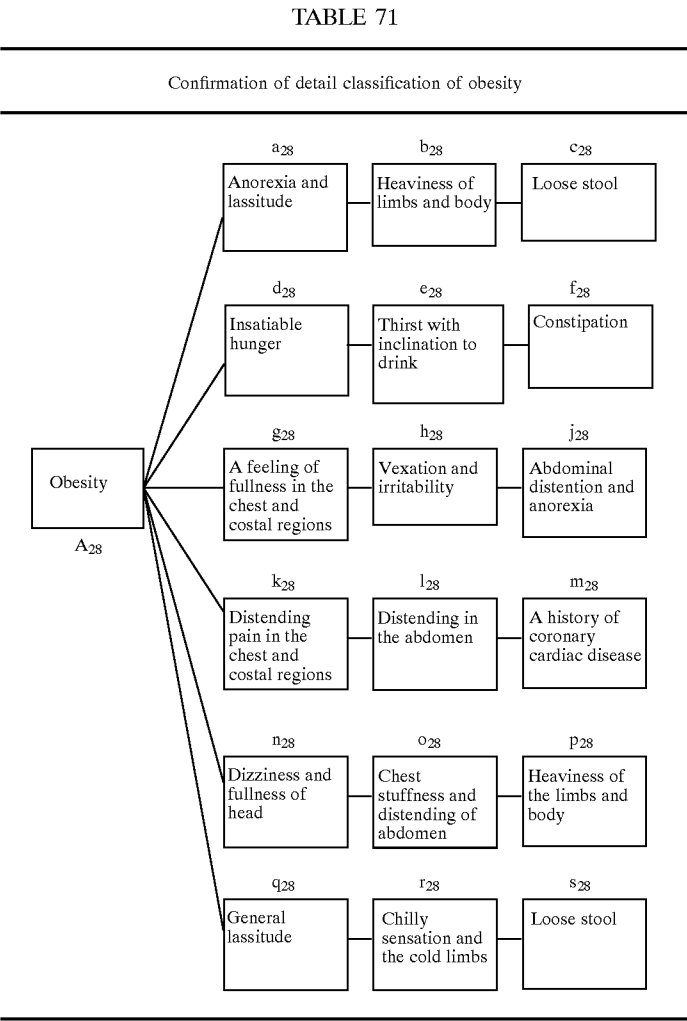 TABLE 71
Confirmation of detail classification of obesity
a28
b28
c28
Anorexia and
lassitude
Heaviness of
limbs and body
Loose stool
d28
e28
f28
Insatiable
hunger
Thirst with
inclination to
drink
Constipation
g28
h28
j28
A feeling of
fullness in the
chest and
costal regions
Vexation and
irritability
Abdominal
distention and
anorexia
Obesity
A28
k28
l28
m28
Distending
pain in the
chest and
costal regions
Distending in
the abdomen
A history of
coronary
cardiac disease
n28
o28
p28
Dizziness and
fullness of
head
Chest
stuffness and
distending of
abdomen
Heaviness of
the limbs and
body
q28
r28
s28
General
lassitude
Chilly
sensation and
the cold limbs
Loose stool